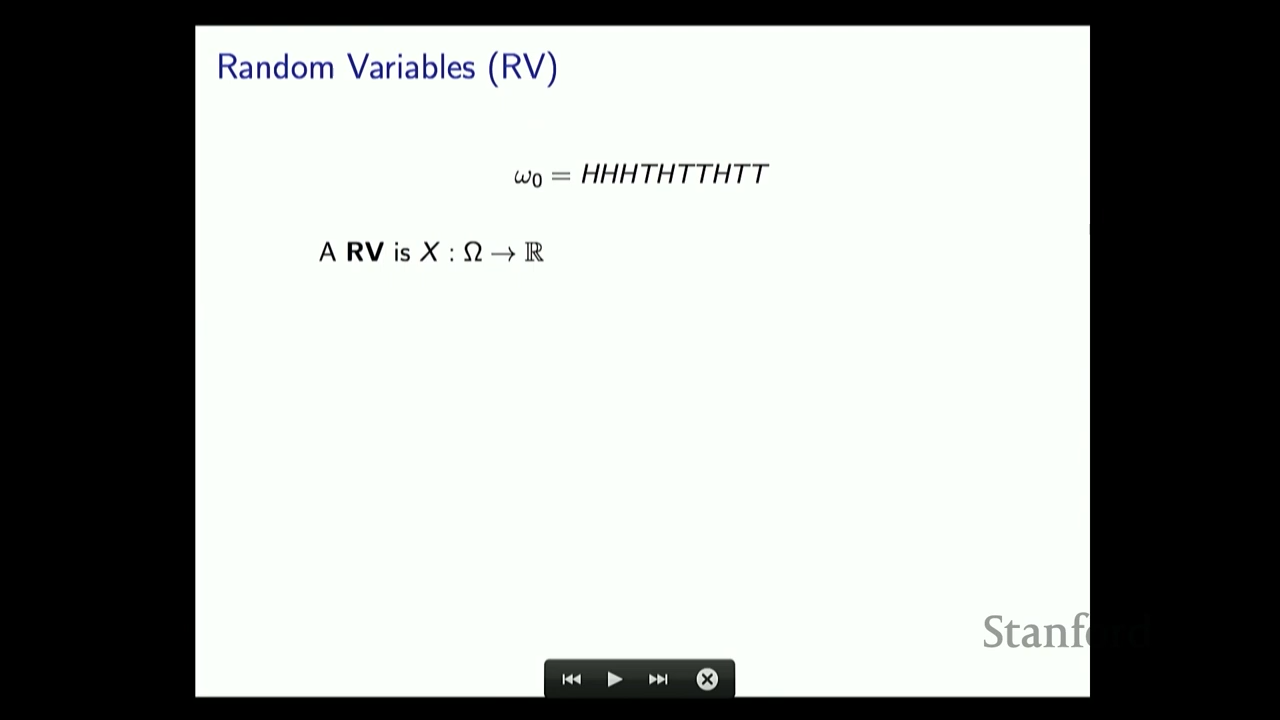 Random Variables (RV)
ω₀ = HHHTHTTHTT
A RV is X : Ω → ℝ
Stanford